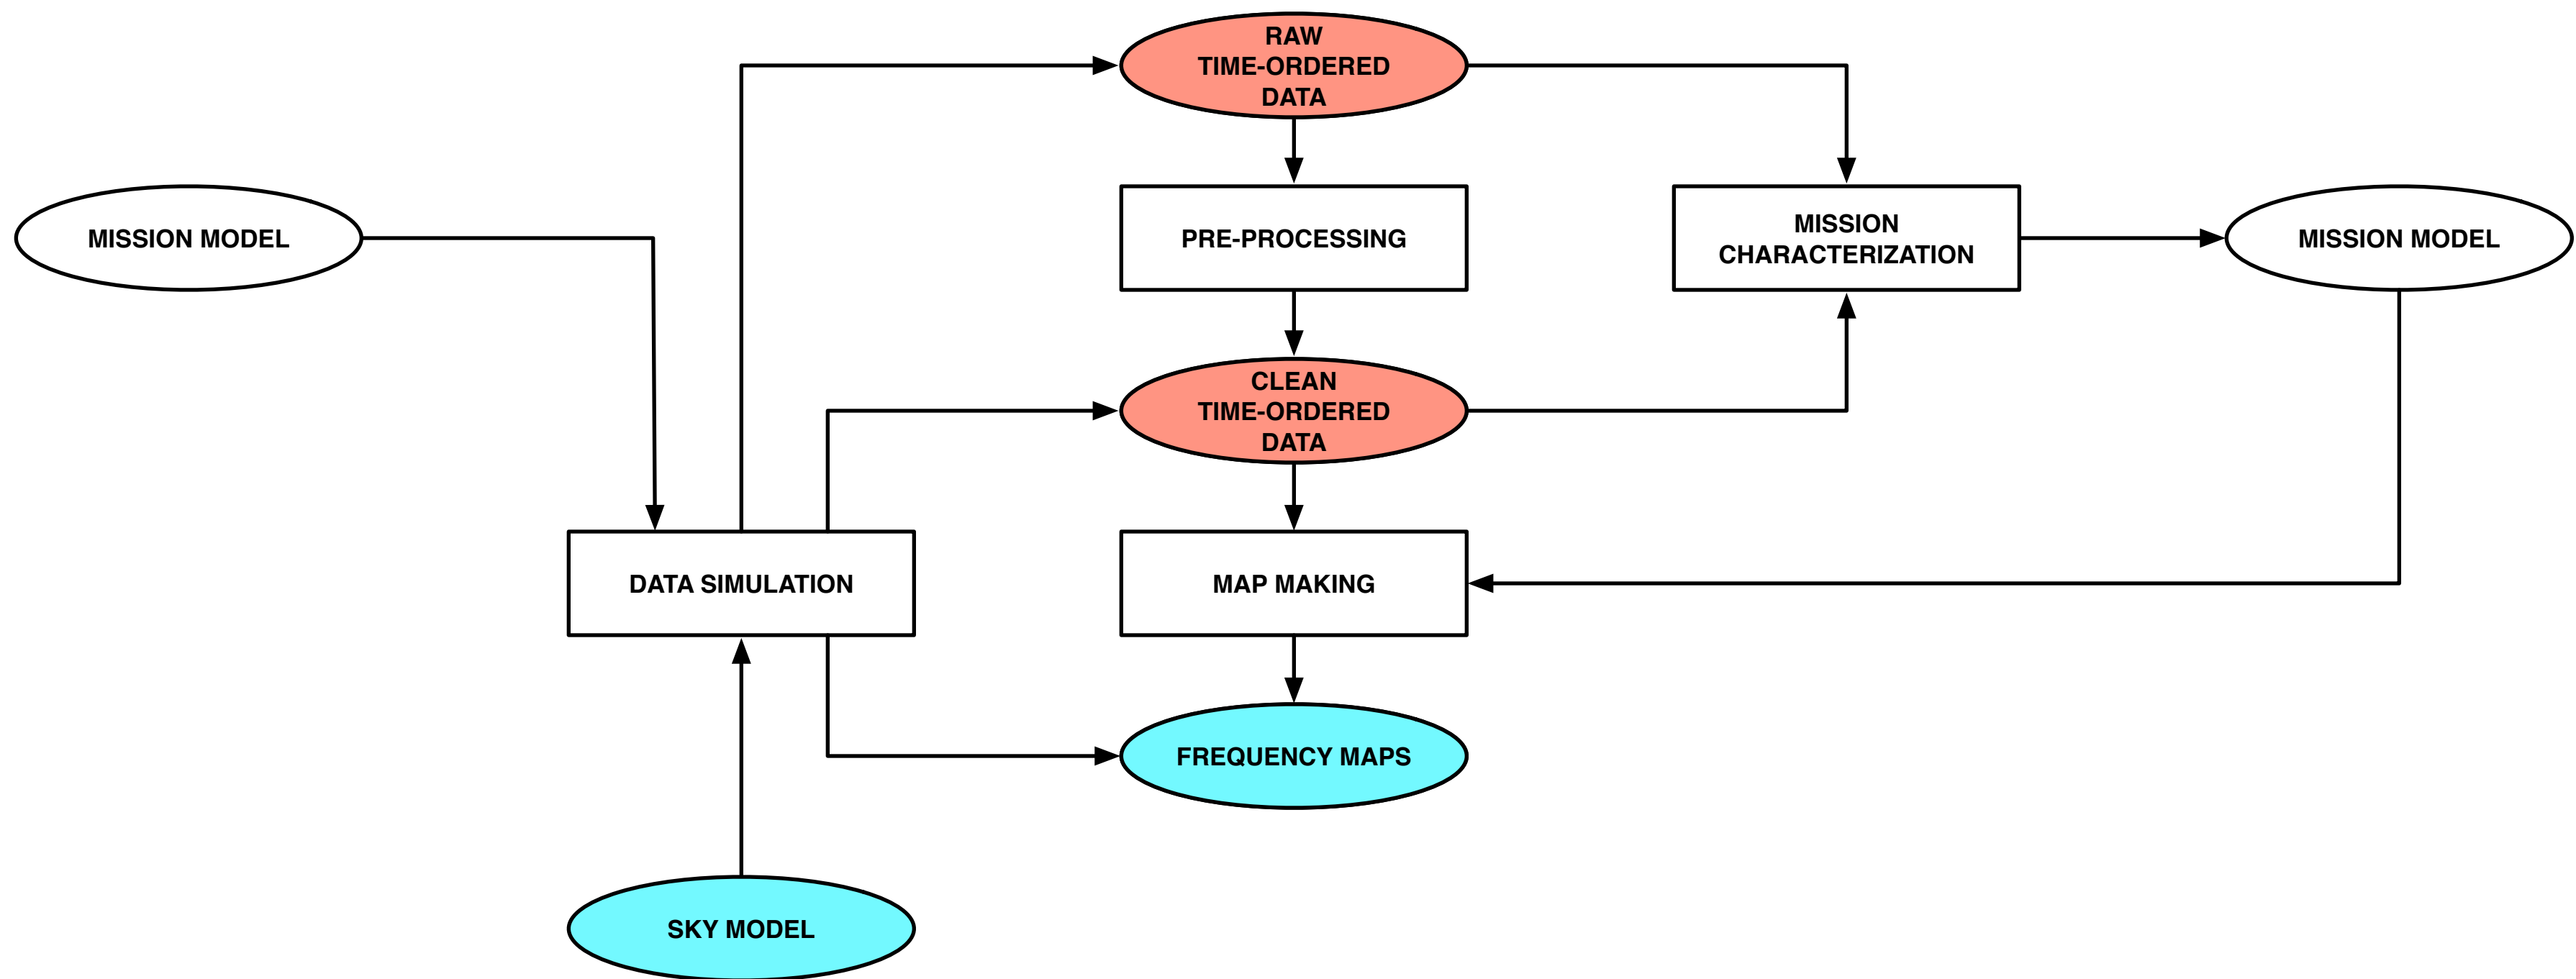 RAW
TIME-ORDERED
DATA
MISSION MODEL
PRE-PROCESSING
MISSION
CHARACTERIZATION
MISSION MODEL
CLEAN
TIME-ORDERED
DATA
DATA SIMULATION
MAP MAKING
FREQUENCY MAPS
SKY MODEL